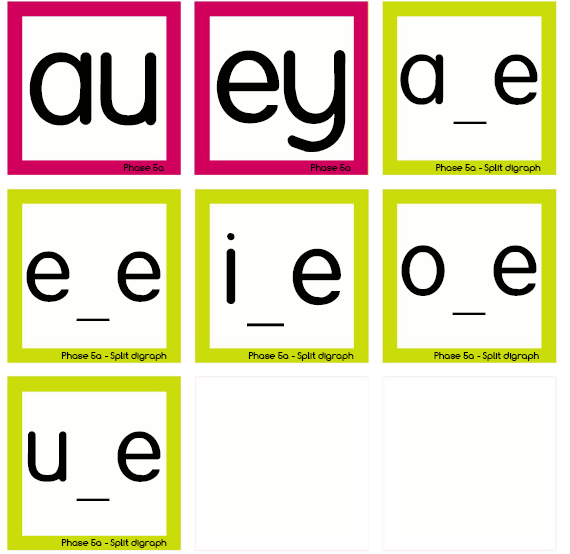 au
Phase 5a
ey
Phase 5a
a_e
Phase 5a - Split digraph
e_e
Phase 5a - Split digraph
i_e
Phase 5a - Split digraph
o_e
Phase 5a - Split digraph
u_e
Phase 5a - Split digraph